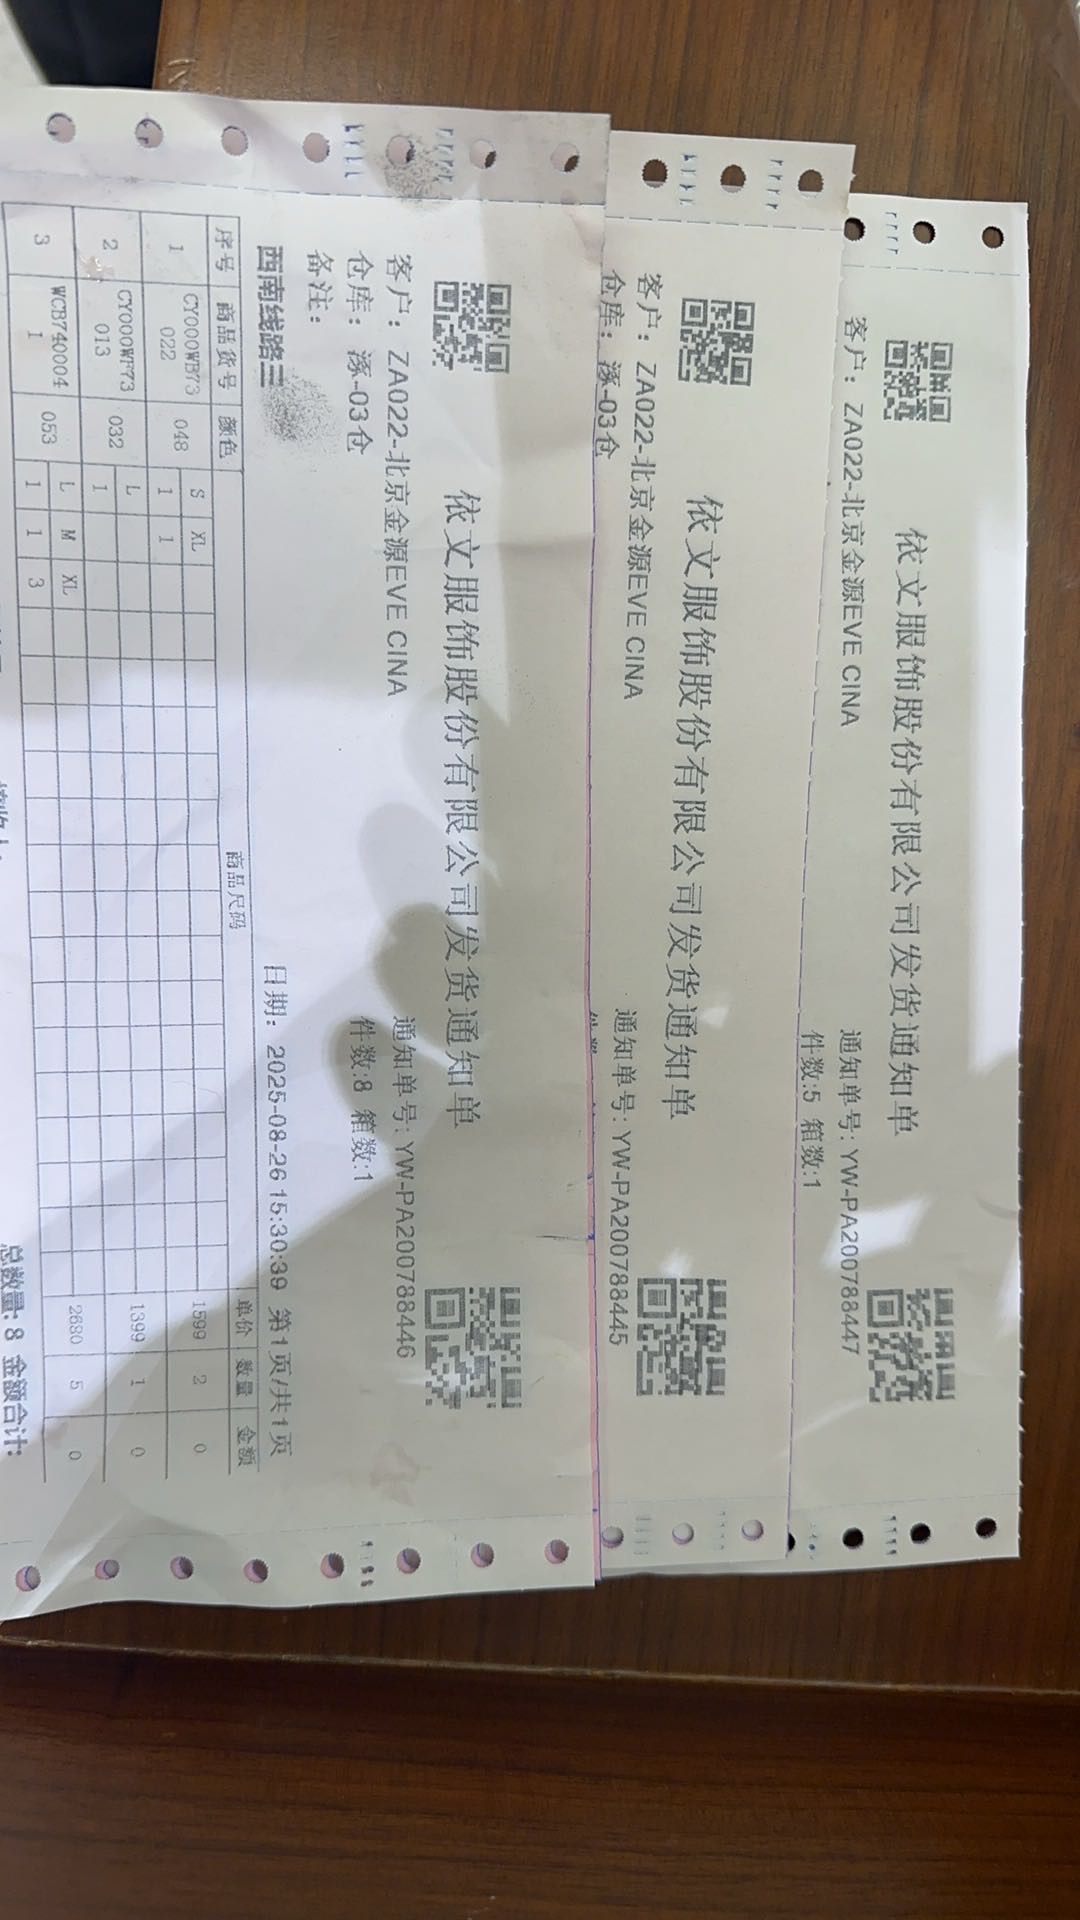 依文服饰股份有限公司发货通知单
客户：ZA022-北京金源EVE CINA
通知单号：YW-PA200788447
件数:5 箱数:1
依文服饰股份有限公司发货通知单
客户：ZA022-北京金源EVE CINA
通知单号：YW-PA200788445
仓库：涿-03仓
依文服饰股份有限公司发货通知单
客户：ZA022-北京金源EVE CINA
通知单号：YW-PA200788446
仓库：涿-03仓
件数:8 箱数:1
备注：
西南线路三
日期：2025-08-26 15:30:39 第1页/共1页
序号 商品货号 颜色 商品尺码 单价 数量 金额
S XL
1 CY000WB73022 048 1 1 1599 2 0
L
2 CY000WP73013 032 1 1399 1 0
L M XL
3 WCB7400041 053 1 1 3 2680 5 0
总数量：8 金额合计: